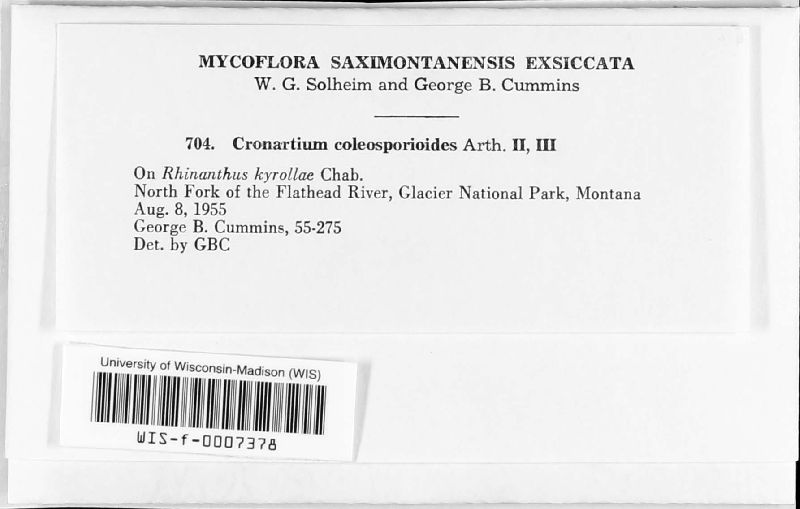 MYCOFLORA SAXIMONTANENSIS EXSICCATA
W. G. Solheim and George B. Cummins
704. Cronartium coleosporioides Arth. II, III
On Rhinanthus kyrollae Chab.
North Fork of the Flathead River, Glacier National Park, Montana
Aug. 8, 1955
George B. Cummins, 55-275
Det. by GBC
University of Wisconsin-Madison (WIS)
WIS-f-0007378